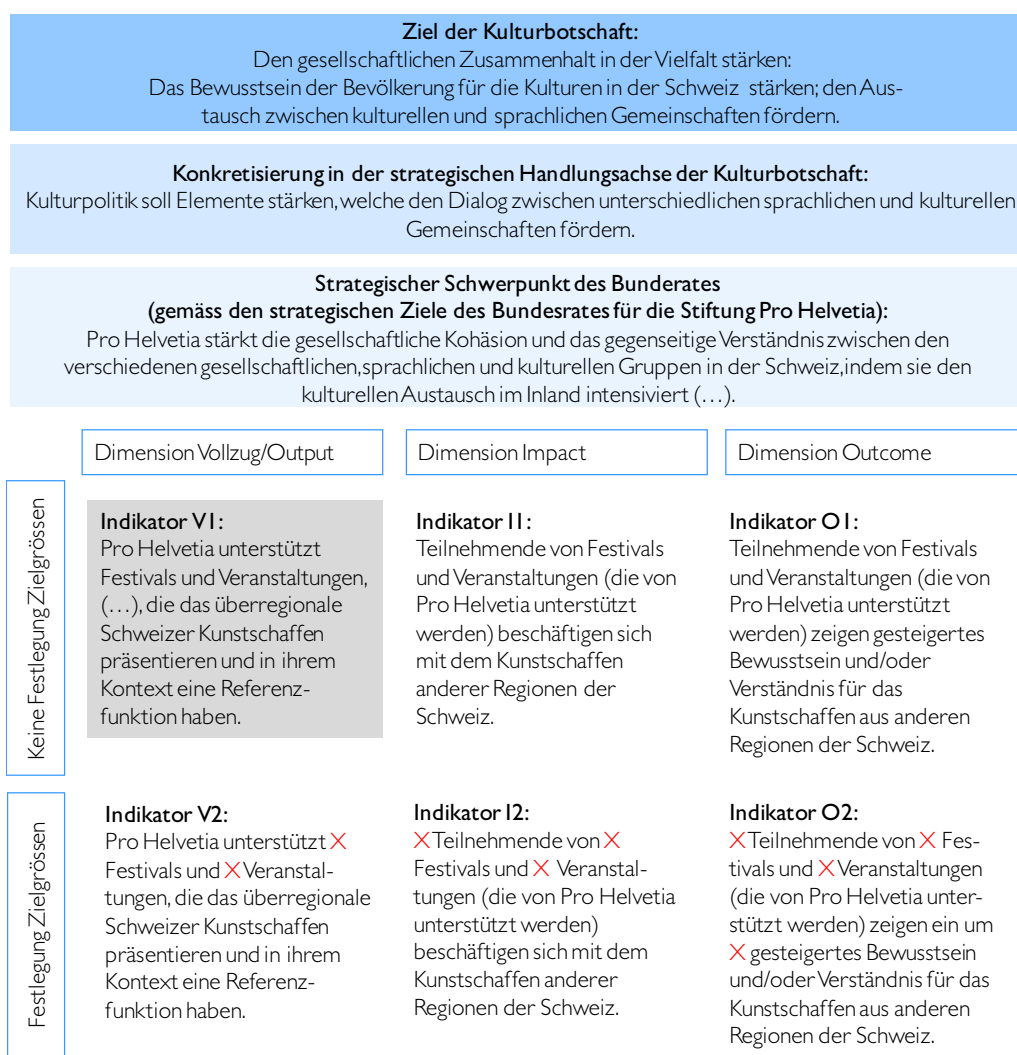 Ziel der Kulturbotschaft:
Den gesellschaftlichen Zusammenhalt in der Vielfalt stärken:
Das Bewusstsein der Bevölkerung für die Kulturen in der Schweiz stärken; den Aus-
tausch zwischen kulturellen und sprachlichen Gemeinschaften fördern.
Konkretisierung in der strategischen Handlungsachse der Kulturbotschaft:
Kulturpolitik soll Elemente stärken, welche den Dialog zwischen unterschiedlichen sprachlichen und kulturellen
Gemeinschaften fördern.
Strategischer Schwerpunkt des Bunderates
(gemäss den strategischen Ziele des Bundesrates für die Stiftung Pro Helvetia):
Pro Helvetia stärkt die gesellschaftliche Kohäsion und das gegenseitige Verständnis zwischen den
verschiedenen gesellschaftlichen, sprachlichen und kulturellen Gruppen in der Schweiz, indem sie den
kulturellen Austausch im Inland intensiviert (…).
Dimension Vollzug/Output
Dimension Impact
Dimension Outcome
Keine Festlegung Zielgrössen
Indikator V1:
Pro Helvetia unterstützt
Festivals und Veranstaltungen,
(…), die das überregionale
Schweizer Kunstschaffen
präsentieren und in ihrem
Kontext eine Referenz-
funktion haben.
Indikator I1:
Teilnehmende von Festivals
und Veranstaltungen (die von
Pro Helvetia unterstützt
werden) beschäftigen sich
mit dem Kunstschaffen
anderer Regionen der
Schweiz.
Indikator O1:
Teilnehmende von Festivals
und Veranstaltungen (die von
Pro Helvetia unterstützt
werden) zeigen gesteigertes
Bewusstsein und/oder
Verständnis für das
Kunstschaffen aus anderen
Regionen der Schweiz.
Festlegung Zielgrössen
Indikator V2:
Pro Helvetia unterstützt X
Festivals und X Veranstal-
tungen, die das überregionale
Schweizer Kunstschaffen
präsentieren und in ihrem
Kontext eine Referenz-
funktion haben.
Indikator I2:
X Teilnehmende von X
Festivals und X Veranstal-
tungen (die von Pro Helvetia
unterstützt werden)
beschäftigen sich mit dem
Kunstschaffen anderer
Regionen der Schweiz.
Indikator O2:
X Teilnehmende von X Fes-
tivals und X Veranstaltungen
(die von Pro Helvetia unter-
stützt werden) zeigen ein um
X gesteigertes Bewusstsein
und/oder Verständnis für das
Kunstschaffen aus anderen
Regionen der Schweiz.